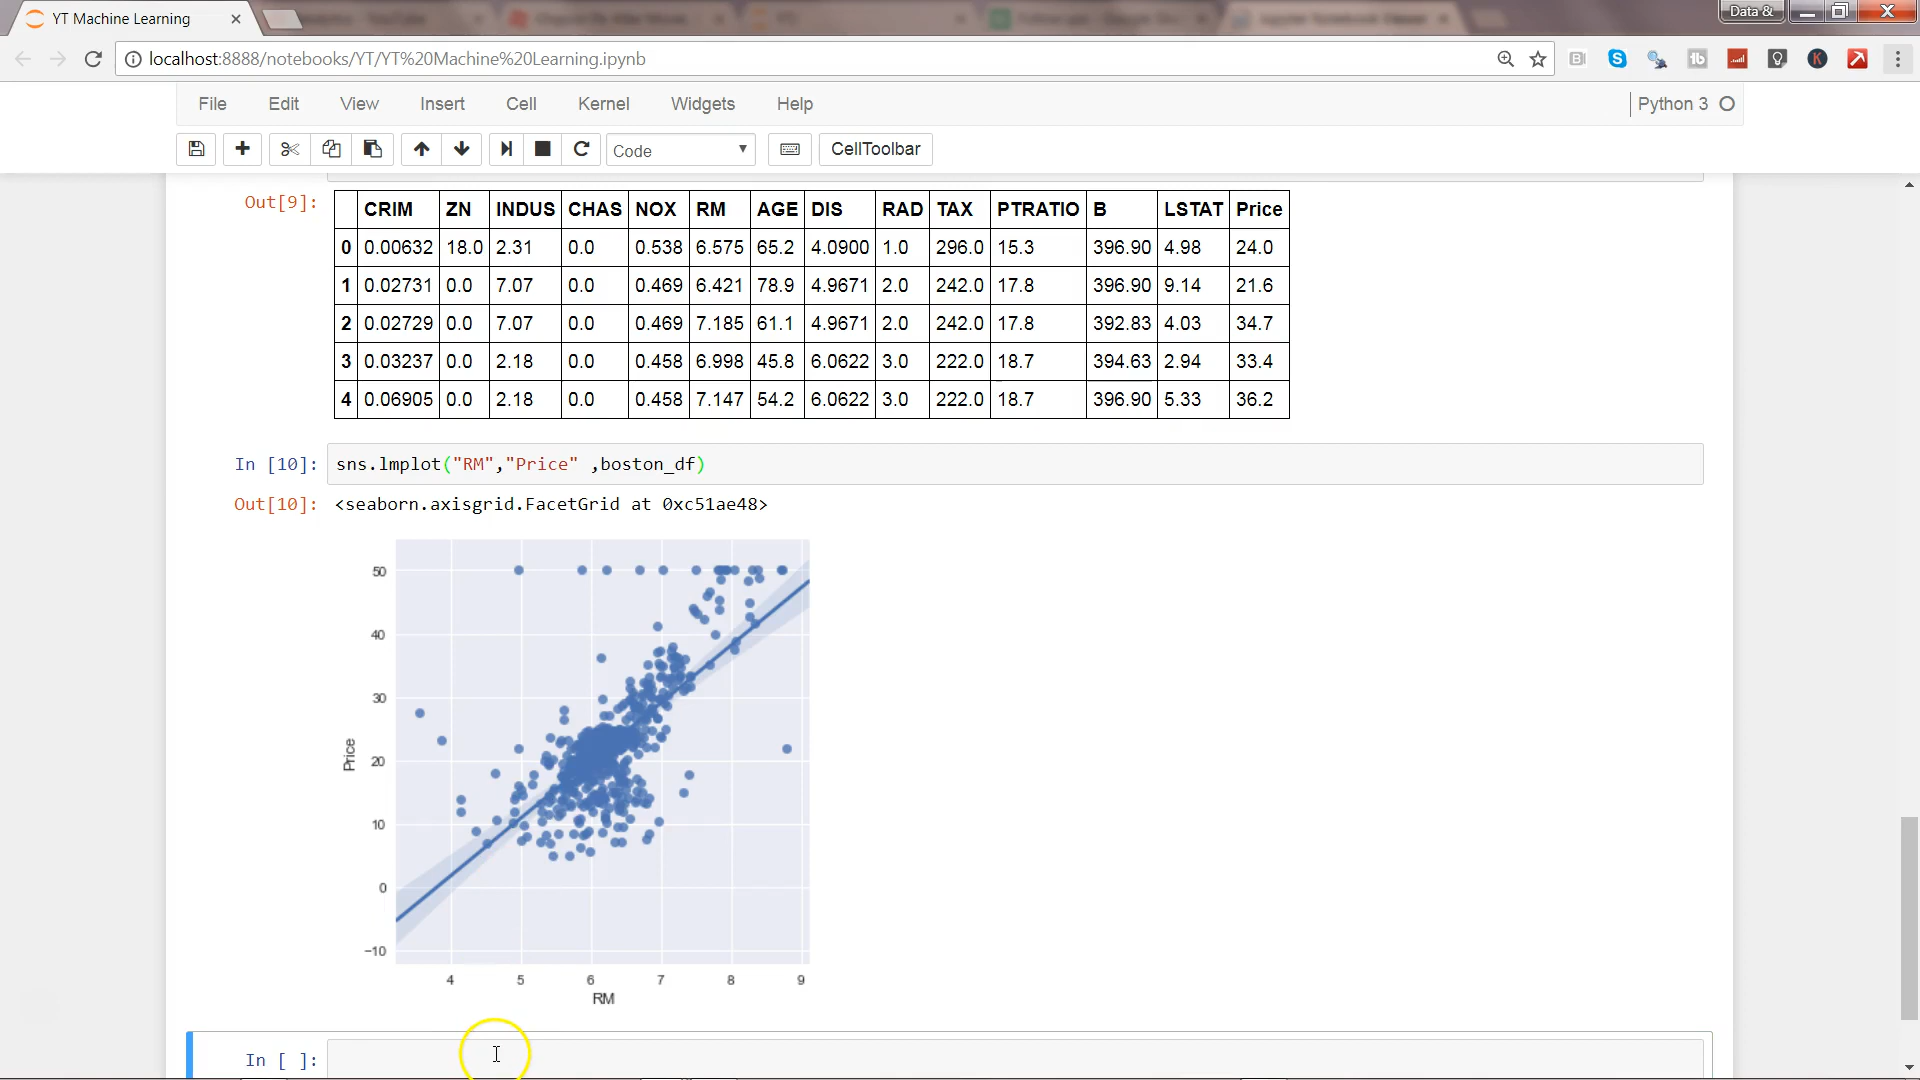 YT Machine Learning
Data &
localhost:8888/notebooks/YT/YT%20Machine%20Learning.ipynb
File Edit View Insert Cell Kernel Widgets Help Python 3
Code CellToolbar
Out[9]:
CRIM ZN INDUS CHAS NOX RM AGE DIS RAD TAX PTRATIO B LSTAT Price
0 0.00632 18.0 2.31 0.0 0.538 6.575 65.2 4.0900 1.0 296.0 15.3 396.90 4.98 24.0
1 0.02731 0.0 7.07 0.0 0.469 6.421 78.9 4.9671 2.0 242.0 17.8 396.90 9.14 21.6
2 0.02729 0.0 7.07 0.0 0.469 7.185 61.1 4.9671 2.0 242.0 17.8 392.83 4.03 34.7
3 0.03237 0.0 2.18 0.0 0.458 6.998 45.8 6.0622 3.0 222.0 18.7 394.63 2.94 33.4
4 0.06905 0.0 2.18 0.0 0.458 7.147 54.2 6.0622 3.0 222.0 18.7 396.90 5.33 36.2
In [10]: sns.lmplot("RM","Price" ,boston_df)
Out[10]: <seaborn.axisgrid.FacetGrid at 0xc51ae48>
50
40
30
20
10
0
−10
Price
4 5 6 7 8 9
RM
In [ ]: